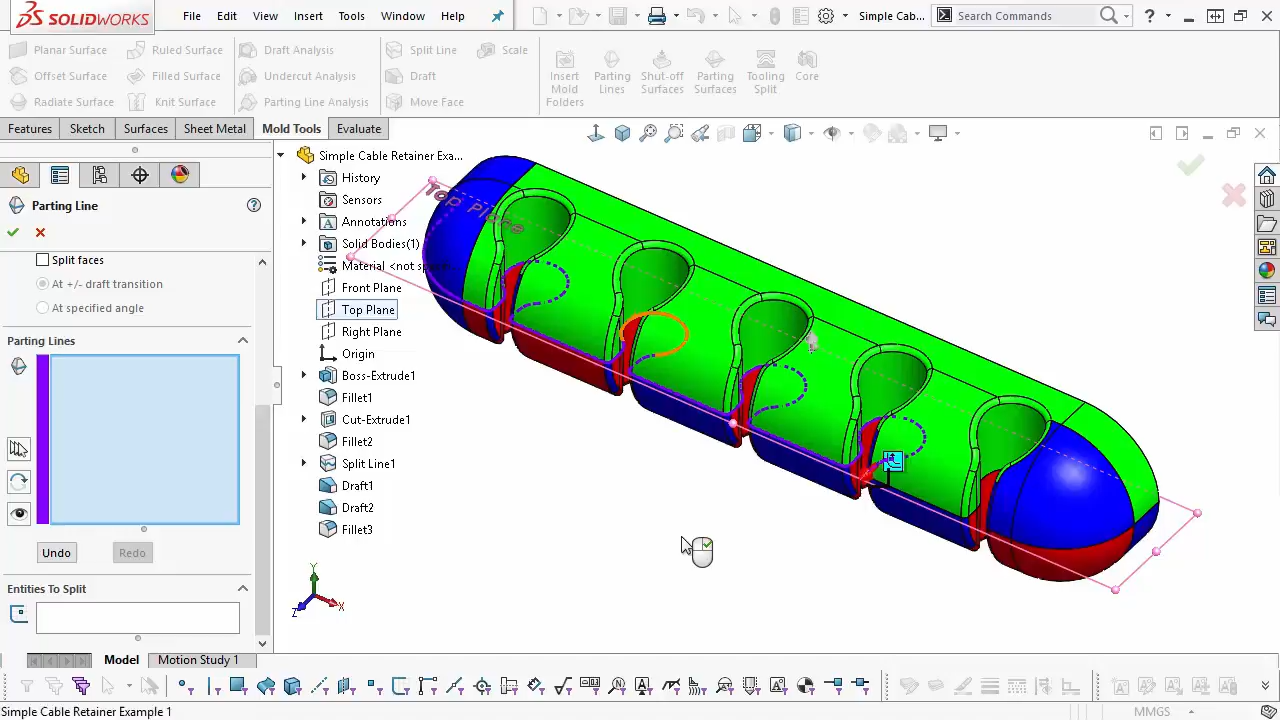 SOLIDWORKS
File Edit View Insert Tools Window Help
Simple Cab...
Search Commands
Planar Surface
Ruled Surface
Draft Analysis
Split Line
Scale
Offset Surface
Filled Surface
Undercut Analysis
Draft
Radiate Surface
Knit Surface
Parting Line Analysis
Move Face
Insert Mold Folders
Parting Lines
Shut-off Surfaces
Parting Surfaces
Tooling Split
Core
Features Sketch Surfaces Sheet Metal Mold Tools Evaluate
Parting Line
Split faces
At +/- draft transition
At specified angle
Parting Lines
Undo Redo
Entities To Split
Simple Cable Retainer Exa...
History
Sensors
Annotations
Solid Bodies(1)
Material <not sp
Front Plane
Top Plane
Right Plane
Origin
Boss-Extrude1
Fillet1
Cut-Extrude1
Fillet2
Split Line1
Draft1
Draft2
Fillet3
Top Plane
Y
Z
X
Model Motion Study 1
Simple Cable Retainer Example 1
MMGS